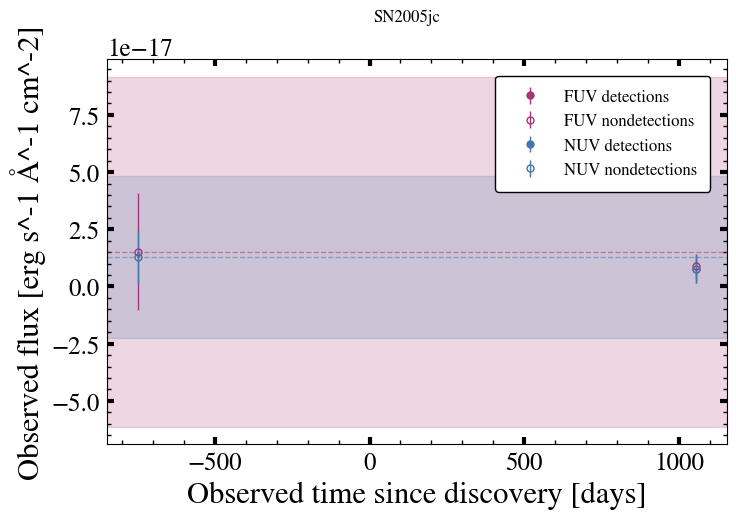 SN2005jc
1e−17
FUV detections
FUV nondetections
NUV detections
NUV nondetections
7.5
5.0
2.5
0.0
−2.5
−5.0
Observed flux [erg s^-1 Å^-1 cm^-2]
−500
0
500
1000
Observed time since discovery [days]